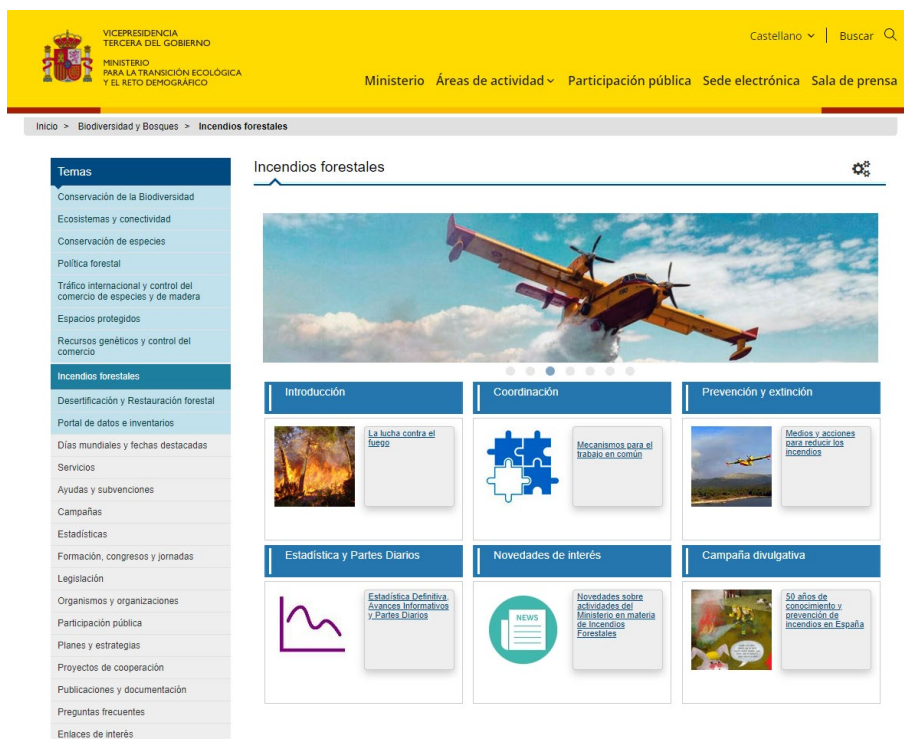 VICEPRESIDENCIA
TERCERA DEL GOBIERNO
MINISTERIO
PARA LA TRANSICIÓN ECOLÓGICA
Y EL RETO DEMOGRÁFICO
Castellano
Buscar
Ministerio Áreas de actividad Participación pública Sede electrónica Sala de prensa
Inicio > Biodiversidad y Bosques > Incendios forestales
Temas
Conservación de la Biodiversidad
Ecosistemas y conectividad
Conservación de especies
Política forestal
Tráfico internacional y control del
comercio de especies y de madera
Espacios protegidos
Recursos genéticos y control del
comercio
Incendios forestales
Desertificación y Restauración forestal
Portal de datos e inventarios
Días mundiales y fechas destacadas
Servicios
Ayudas y subvenciones
Campañas
Estadísticas
Formación, congresos y jornadas
Legislación
Organismos y organizaciones
Participación pública
Planes y estrategias
Proyectos de cooperación
Publicaciones y documentación
Preguntas frecuentes
Enlaces de interés
Incendios forestales
Introducción
La lucha contra el
fuego
Coordinación
Mecanismos para el
trabajo en común
Prevención y extinción
Medios y acciones
para reducir los
incendios
Estadística y Partes Diarios
Estadística Definitiva,
Avances Informativos
y Partes Diarios
Novedades de interés
NEWS
Novedades sobre
actividades del
Ministerio en materia
de Incendios
Forestales
Campaña divulgativa
50 años de
conocimiento y
prevención de
incendios en España